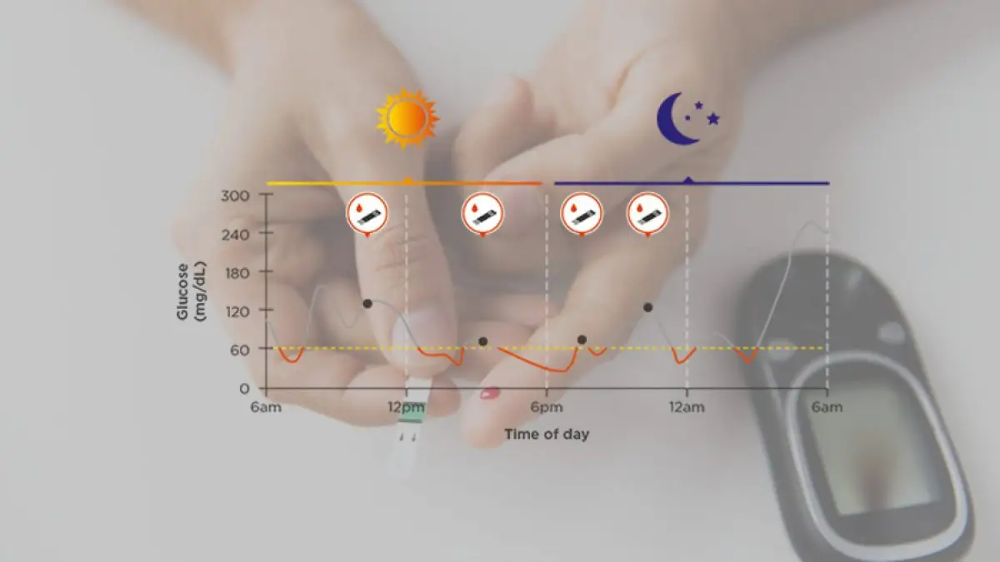 300
240
180
120
60
0
Glucose
(mg/dL)
6am
12pm
6pm
12am
6am
Time of day